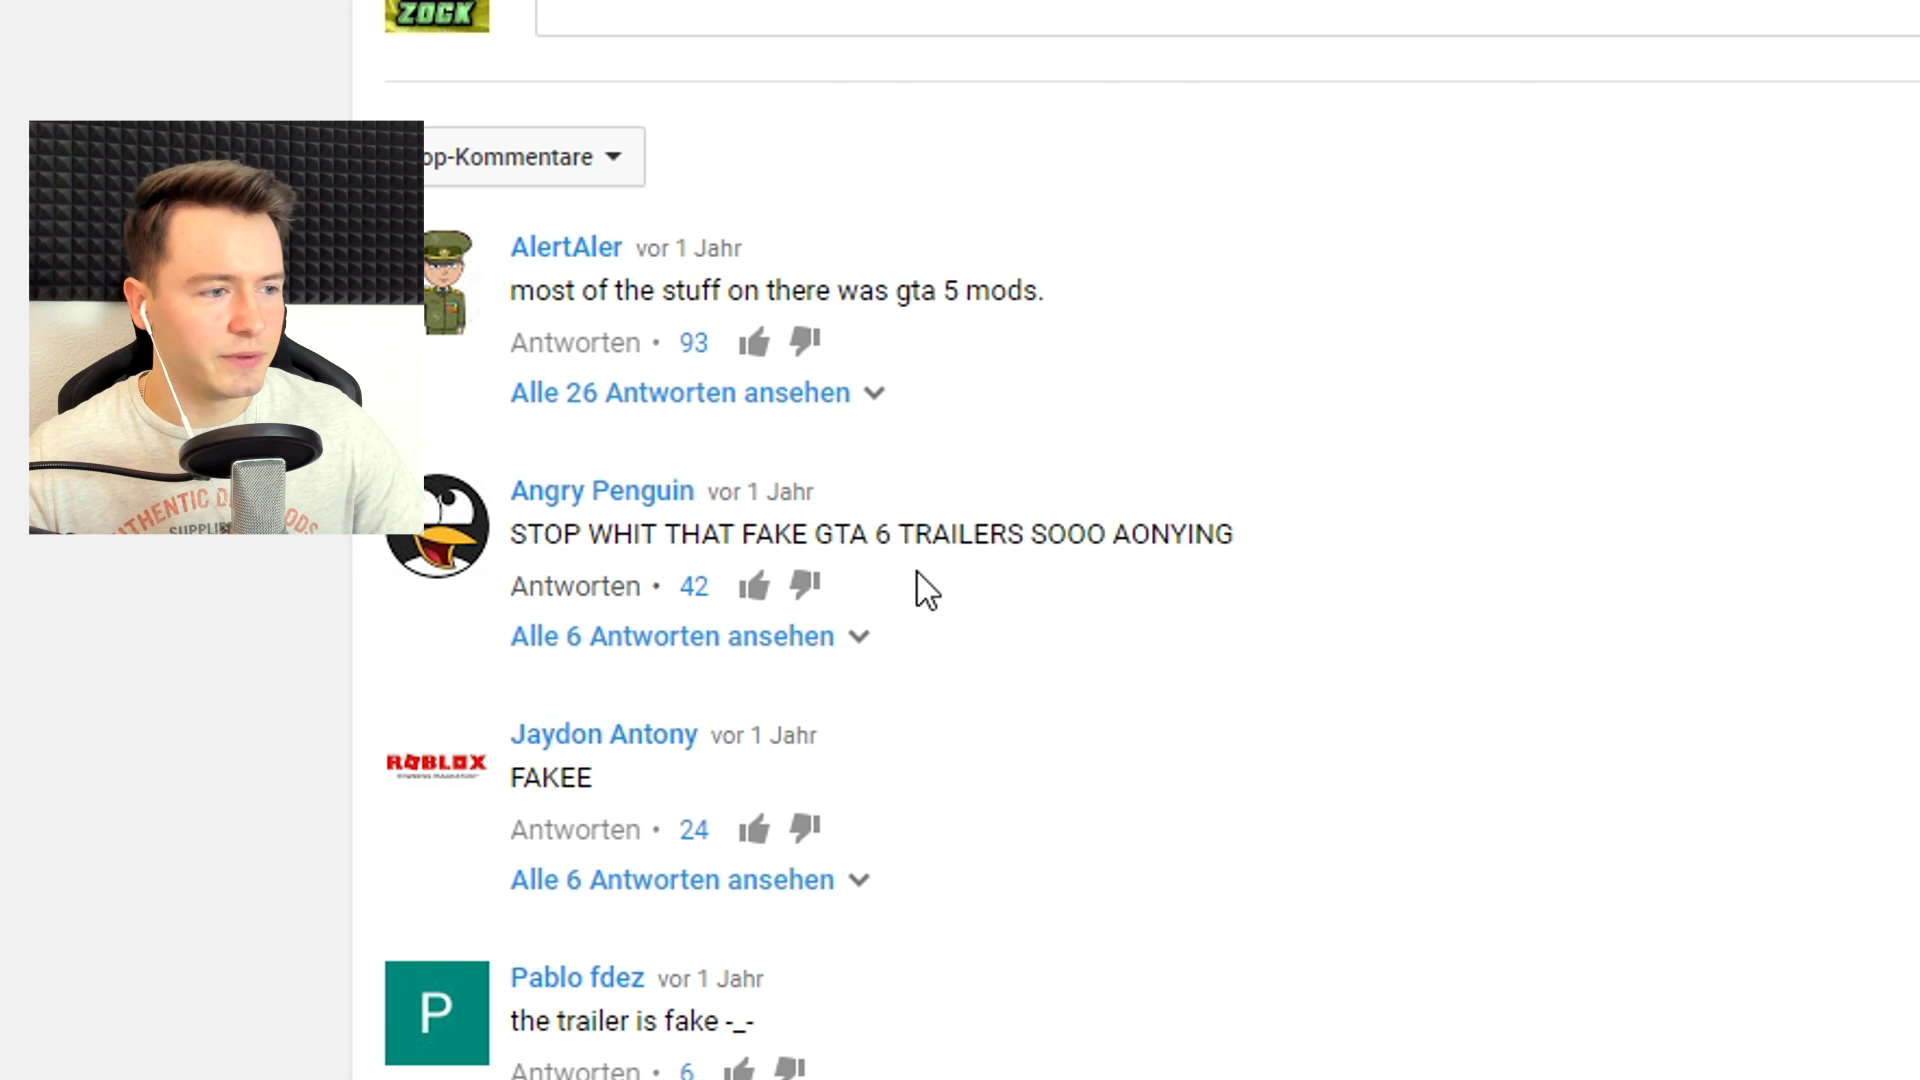 ZOCK
op-Kommentare
AlertAler vor 1 Jahr
most of the stuff on there was gta 5 mods.
Antworten • 93
Alle 26 Antworten ansehen
Angry Penguin vor 1 Jahr
STOP WHIT THAT FAKE GTA 6 TRAILERS SOOO AONYING
Antworten • 42
Alle 6 Antworten ansehen
THENTIC D ODS
SUPPLI
Jaydon Antony vor 1 Jahr
ROBLOX
FAKEE
Antworten • 24
Alle 6 Antworten ansehen
P
Pablo fdez vor 1 Jahr
the trailer is fake -_-
Antworten • 6